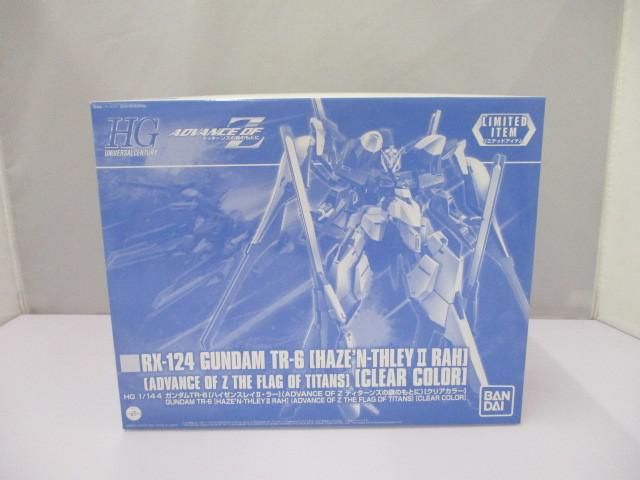 HG
UNIVERSAL CENTURY
ADVANCE OF Z
ティターンズの旗のもとに
LIMITED
ITEM
リミテッドアイテム
RX-124 GUNDAM TR-6 [HAZE'N-THLEY II RAH]
(ADVANCE OF Z THE FLAG OF TITANS) [CLEAR COLOR]
HG 1/144 ガンダムTR-6[ハイゼンスレイII・ラー](ADVANCE OF Z ティターンズの旗のもとに)[クリアカラー]
GUNDAM TR-6 [HAZE'N-THLEY II RAH] (ADVANCE OF Z THE FLAG OF TITANS) [CLEAR COLOR]
BAN
DAI